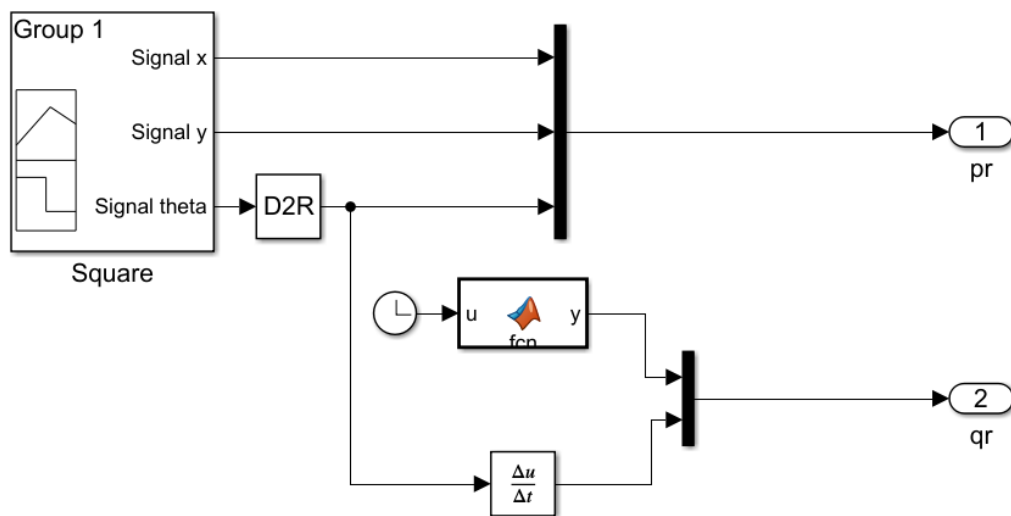 Group 1
Signal x
Signal y
Signal theta
D2R
Square
1
pr
u
y
fcn
2
qr
Δu
Δt